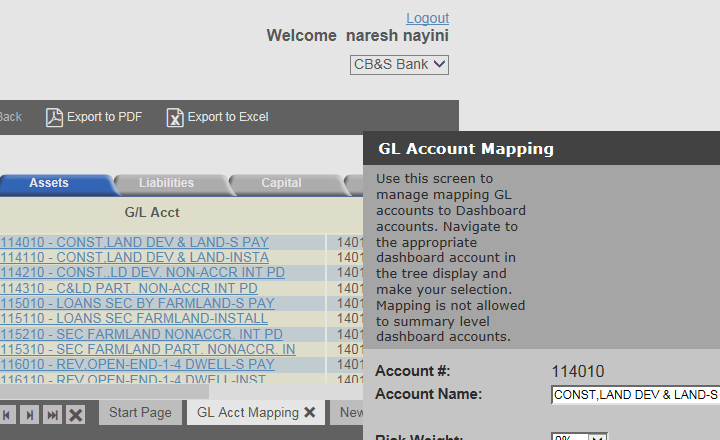 Logout
Welcome naresh nayini
CB&S Bank
Back Export to PDF Export to Excel
Assets Liabilities Capital
G/L Acct
114010 - CONST,LAND DEV & LAND-S PAY 1401
114110 - CONST,LAND DEV & LAND-INSTA 1401
114210 - CONST.,LD DEV. NON-ACCR INT PD 1401
114310 - C&LD PART. NON-ACCR INT PD 1401
115010 - LOANS SEC BY FARMLAND-S PAY 1401
115110 - LOANS SEC FARMLAND-INSTALL 1401
115210 - SEC FARMLAND NONACCR. INT PD 1401
115310 - SEC FARMLAND PART. NONACCR. IN 1401
116010 - REV,OPEN-END-1-4 DWELL-S PAY 1401
116110 - REV,OPEN-END-1-4 DWELL-INST 1401
Start Page GL Acct Mapping New
GL Account Mapping
Use this screen to
manage mapping GL
accounts to Dashboard
accounts. Navigate to
the appropriate
dashboard account in
the tree display and
make your selection.
Mapping is not allowed
to summary level
dashboard accounts.
Account #: 114010
Account Name: CONST,LAND DEV & LAND-S
Risk Weight: 0%